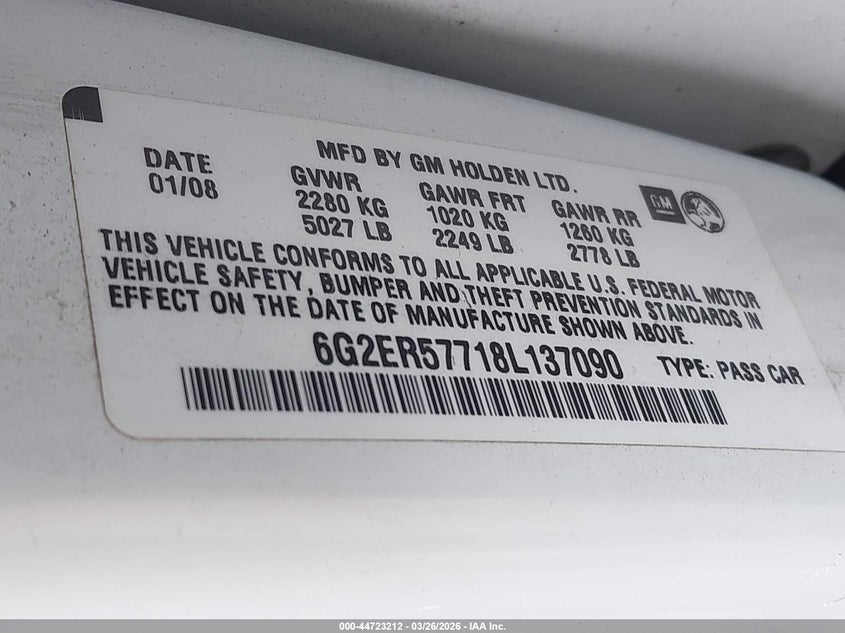 MFD BY GM HOLDEN LTD.
DATE
01/08
GVWR
2280 KG
5027 LB
GAWR FRT
1020 KG
2249 LB
GAWR RR
1260 KG
2778 LB
GM
THIS VEHICLE CONFORMS TO ALL APPLICABLE U.S. FEDERAL MOTOR
VEHICLE SAFETY, BUMPER AND THEFT PREVENTION STANDARDS IN
EFFECT ON THE DATE OF MANUFACTURE SHOWN ABOVE.
6G2ER57718L137090
TYPE: PASS CAR
000-44723212 - 03/26/2026 - IAA Inc.